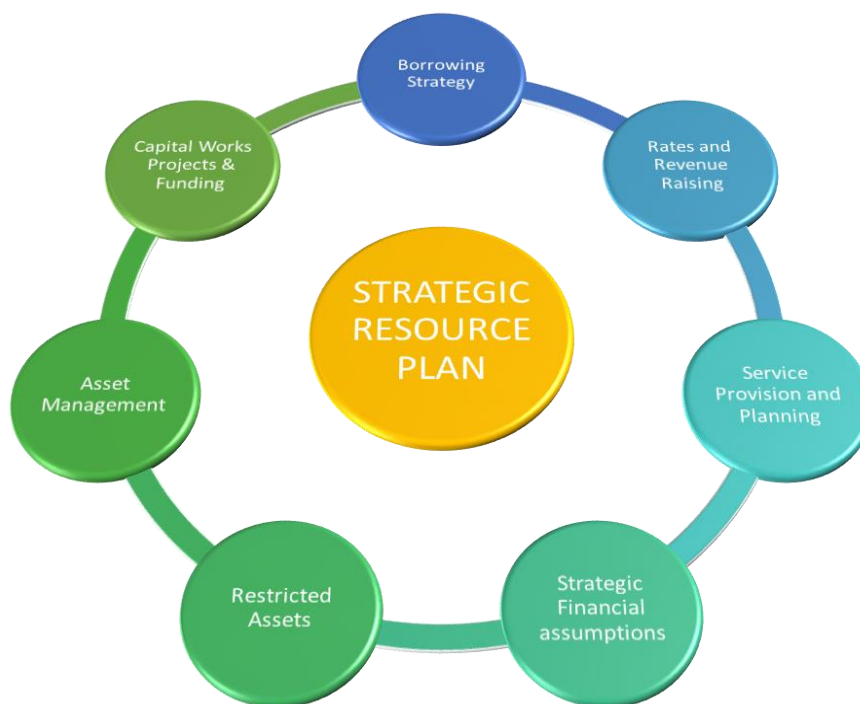 Borrowing
Strategy
Rates and
Revenue
Raising
Service
Provision and
Planning
Strategic
Financial
assumptions
Restricted
Assets
Asset
Management
Capital Works
Projects &
Funding
STRATEGIC
RESOURCE
PLAN